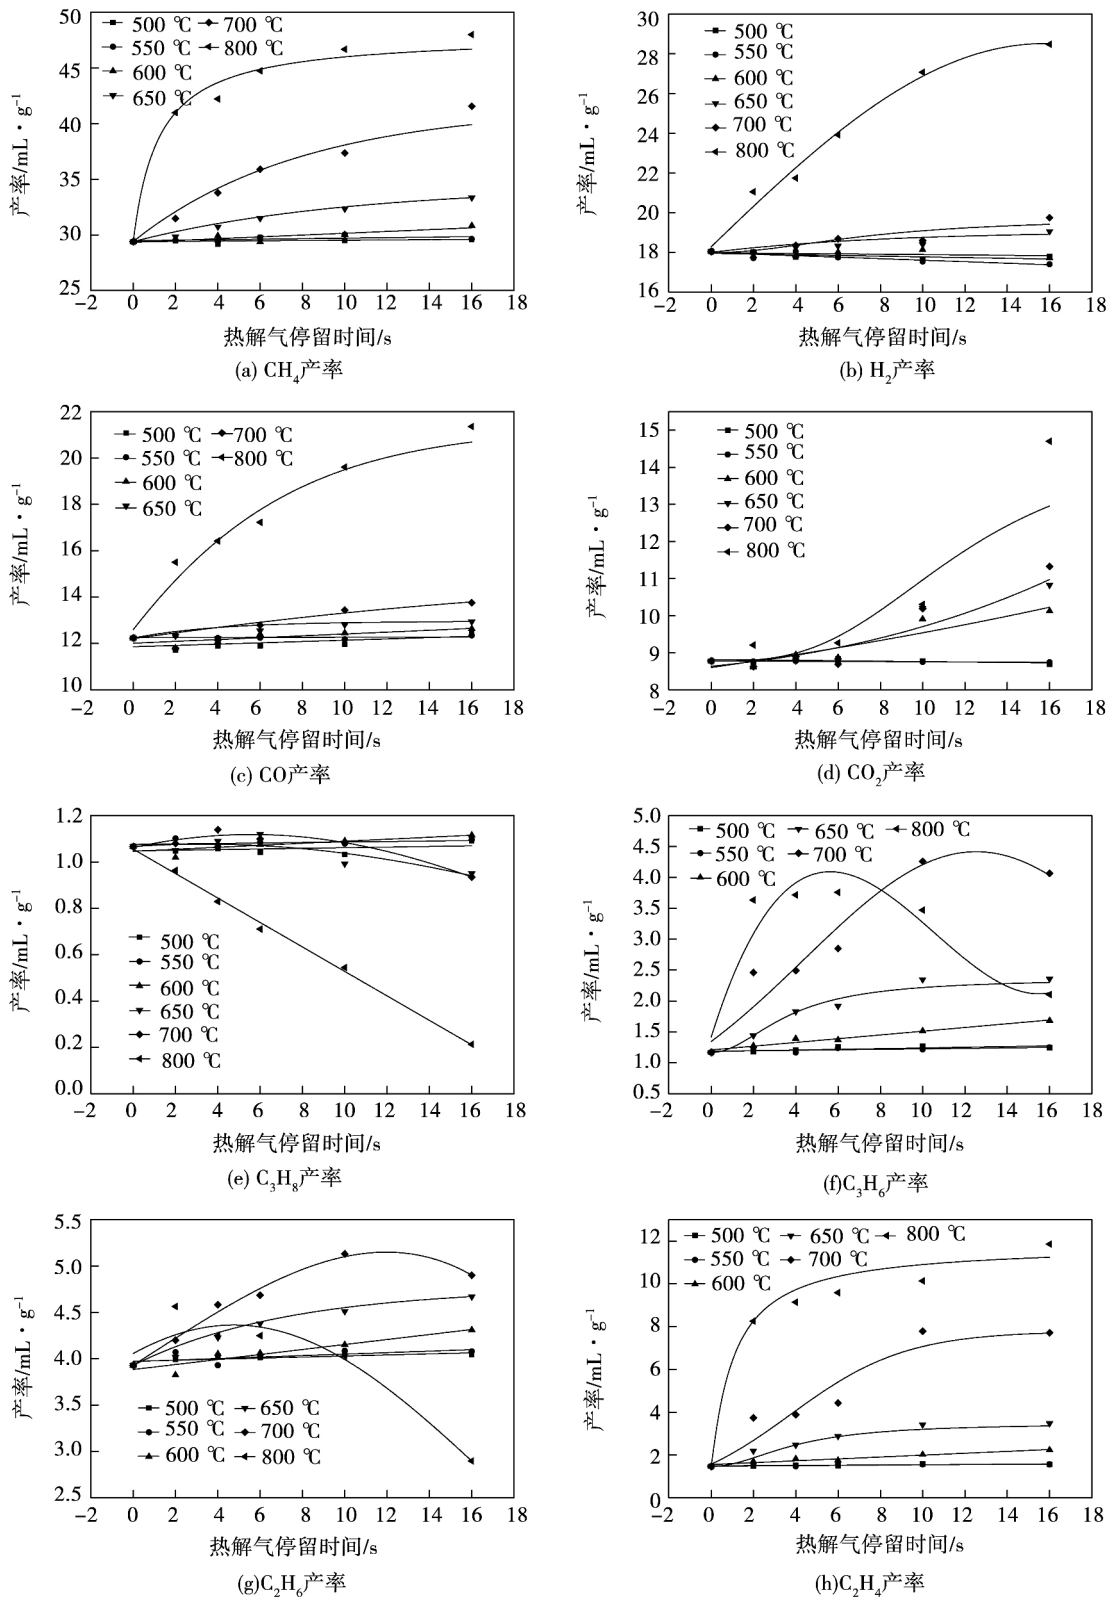 50
45
40
35
30
25
产率/mL·g⁻¹
500 ℃ 700 ℃
550 ℃ 800 ℃
600 ℃
650 ℃
−2 0 2 4 6 8 10 12 14 16 18
热解气停留时间/s
(a) CH₄产率
30
28
26
24
22
20
18
16
产率/mL·g⁻¹
500 ℃
550 ℃
600 ℃
650 ℃
700 ℃
800 ℃
−2 0 2 4 6 8 10 12 14 16 18
热解气停留时间/s
(b) H₂产率
22
20
18
16
14
12
10
产率/mL·g⁻¹
500 ℃ 700 ℃
550 ℃ 800 ℃
600 ℃
650 ℃
−2 0 2 4 6 8 10 12 14 16 18
热解气停留时间/s
(c) CO产率
15
14
13
12
11
10
9
8
产率/mL·g⁻¹
500 ℃
550 ℃
600 ℃
650 ℃
700 ℃
800 ℃
−2 0 2 4 6 8 10 12 14 16 18
热解气停留时间/s
(d) CO₂产率
1.2
1.0
0.8
0.6
0.4
0.2
0.0
产率/mL·g⁻¹
500 ℃
550 ℃
600 ℃
650 ℃
700 ℃
800 ℃
−2 0 2 4 6 8 10 12 14 16 18
热解气停留时间/s
(e) C₃H₈产率
5.0
4.5
4.0
3.5
3.0
2.5
2.0
1.5
1.0
0.5
产率/mL·g⁻¹
500 ℃ 650 ℃ 800 ℃
550 ℃ 700 ℃
600 ℃
−2 0 2 4 6 8 10 12 14 16 18
热解气停留时间/s
(f)C₃H₆产率
5.5
5.0
4.5
4.0
3.5
3.0
2.5
产率/mL·g⁻¹
500 ℃ 650 ℃
550 ℃ 700 ℃
600 ℃ 800 ℃
−2 0 2 4 6 8 10 12 14 16 18
热解气停留时间/s
(g)C₂H₆产率
12
10
8
6
4
2
0
产率/mL·g⁻¹
500 ℃ 650 ℃ 800 ℃
550 ℃ 700 ℃
600 ℃
−2 0 2 4 6 8 10 12 14 16 18
热解气停留时间/s
(h)C₂H₄产率